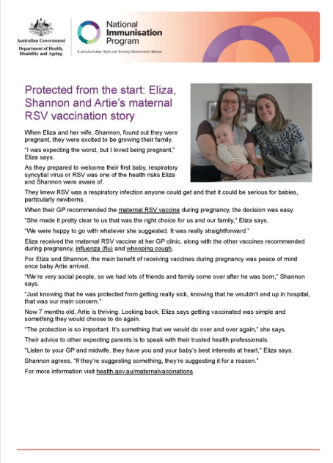 Australian Government
Department of Health,
Disability and Ageing
National
Immunisation
Program
A joint Australian, State and Territory Government Initiative
Protected from the start: Eliza,
Shannon and Artie's maternal
RSV vaccination story
When Eliza and her wife, Shannon, found out they were
pregnant, they were excited to be growing their family.
"I was expecting the worst, but I loved being pregnant,"
Eliza says.
As they prepared to welcome their first baby, respiratory
syncytial virus or RSV was one of the health risks Eliza
and Shannon were aware of.
They knew RSV was a respiratory infection anyone could get and that it could be serious for babies,
particularly newborns.
When their GP recommended the maternal RSV vaccine during pregnancy, the decision was easy.
"She made it pretty clear to us that was the right choice for us and our family," Eliza says.
"We were happy to go with whatever she suggested. It was really straightforward."
Eliza received the maternal RSV vaccine at her GP clinic, along with the other vaccines recommended
during pregnancy, influenza (flu) and whooping cough.
For Eliza and Shannon, the main benefit of receiving vaccines during pregnancy was peace of mind
once baby Artie arrived.
"We're very social people, so we had lots of friends and family come over after he was born," Shannon
says.
"Just knowing that he was protected from getting really sick, knowing that he wouldn't end up in hospital,
that was our main concern."
Now 7 months old, Artie is thriving. Looking back, Eliza says getting vaccinated was simple and
something they would choose to do again.
"The protection is so important. It's something that we would do over and over again," she says.
Their advice to other expecting parents is to speak with their trusted health professionals.
"Listen to your GP and midwife, they have you and your baby's best interests at heart," Eliza says.
Shannon agrees, "If they're suggesting something, they're suggesting it for a reason."
For more information visit health.gov.au/maternalvaccinations.